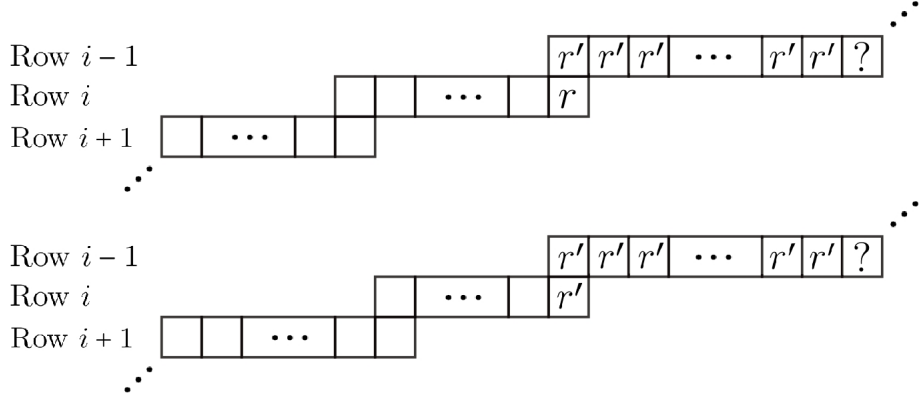 Row i − 1 r′ r′ r′ ··· r′ r′ ?
Row i ··· r
Row i + 1 ···
Row i − 1 r′ r′ r′ ··· r′ r′ ?
Row i ··· r′
Row i + 1 ···